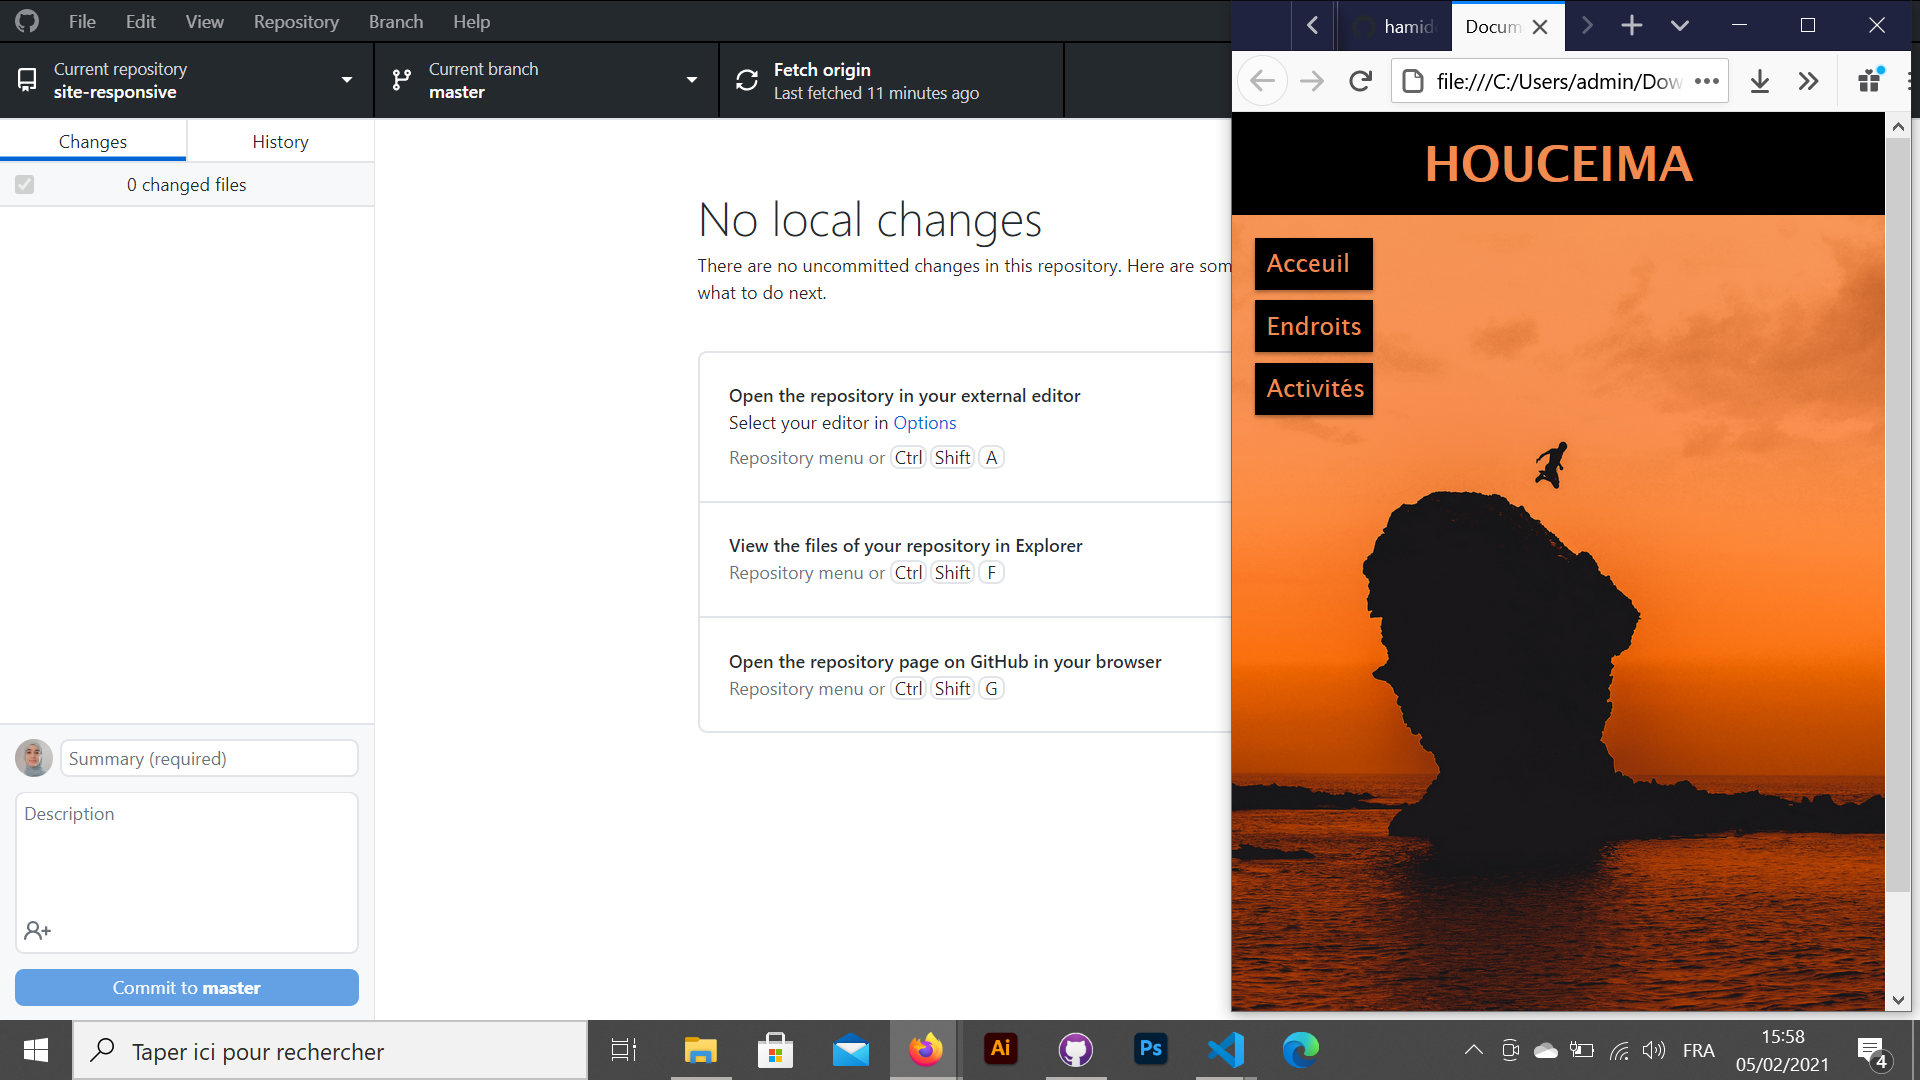 File Edit View Repository Branch Help
Current repository
site-responsive
Current branch
master
Fetch origin
Last fetched 11 minutes ago
Changes History
0 changed files
No local changes
There are no uncommitted changes in this repository. Here are som
what to do next.
Open the repository in your external editor
Select your editor in Options
Repository menu or Ctrl Shift A
View the files of your repository in Explorer
Repository menu or Ctrl Shift F
Open the repository page on GitHub in your browser
Repository menu or Ctrl Shift G
Summary (required)
Description
Commit to master
hamid Docum
file:///C:/Users/admin/Dow
HOUCEIMA
Acceuil
Endroits
Activités
Taper ici pour rechercher
Ai
Ps
FRA
15:58
05/02/2021
4